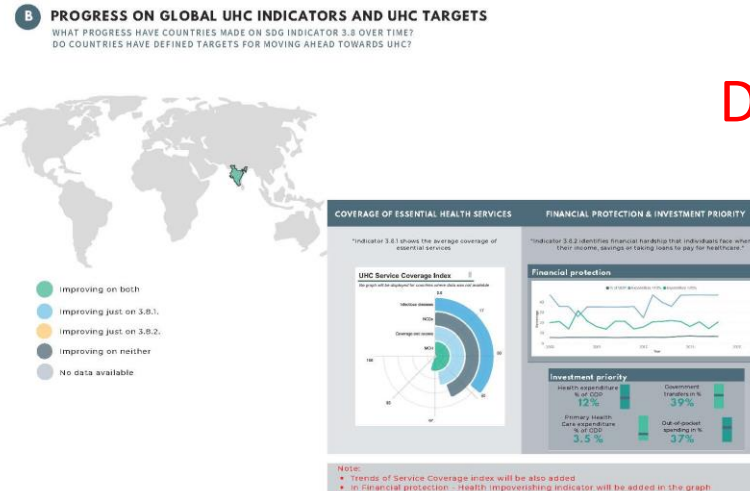 B PROGRESS ON GLOBAL UHC INDICATORS AND UHC TARGETS
WHAT PROGRESS HAVE COUNTRIES MADE ON SDG INDICATOR 3.8 OVER TIME?
DO COUNTRIES HAVE DEFINED TARGETS FOR MOVING AHEAD TOWARDS UHC?
D
Improving on both
Improving just on 3.8.1.
Improving just on 3.8.2.
Improving on neither
No data available
COVERAGE OF ESSENTIAL HEALTH SERVICES
"Indicator 3.8.1 shows the average coverage of
essential services
UHC Service Coverage Index
Infectious diseases
NCDs
Coverage and access
FINANCIAL PROTECTION & INVESTMENT PRIORITY
"Indicator 3.8.2 identifies financial hardship that individuals face when
their income, savings or taking loans to pay for healthcare."
Financial protection
Coverage
Year
Investment priority
Health expenditure
% of GDP
12%
Government
transfers in %
39%
Primary Health
Care expenditure
% of GDP
3.5 %
Out-of-pocket
spending in %
37%
Note:
• Trends of Service Coverage index will be also added
• In Financial protection - Health Impoverishing Indicator will be added in the graph